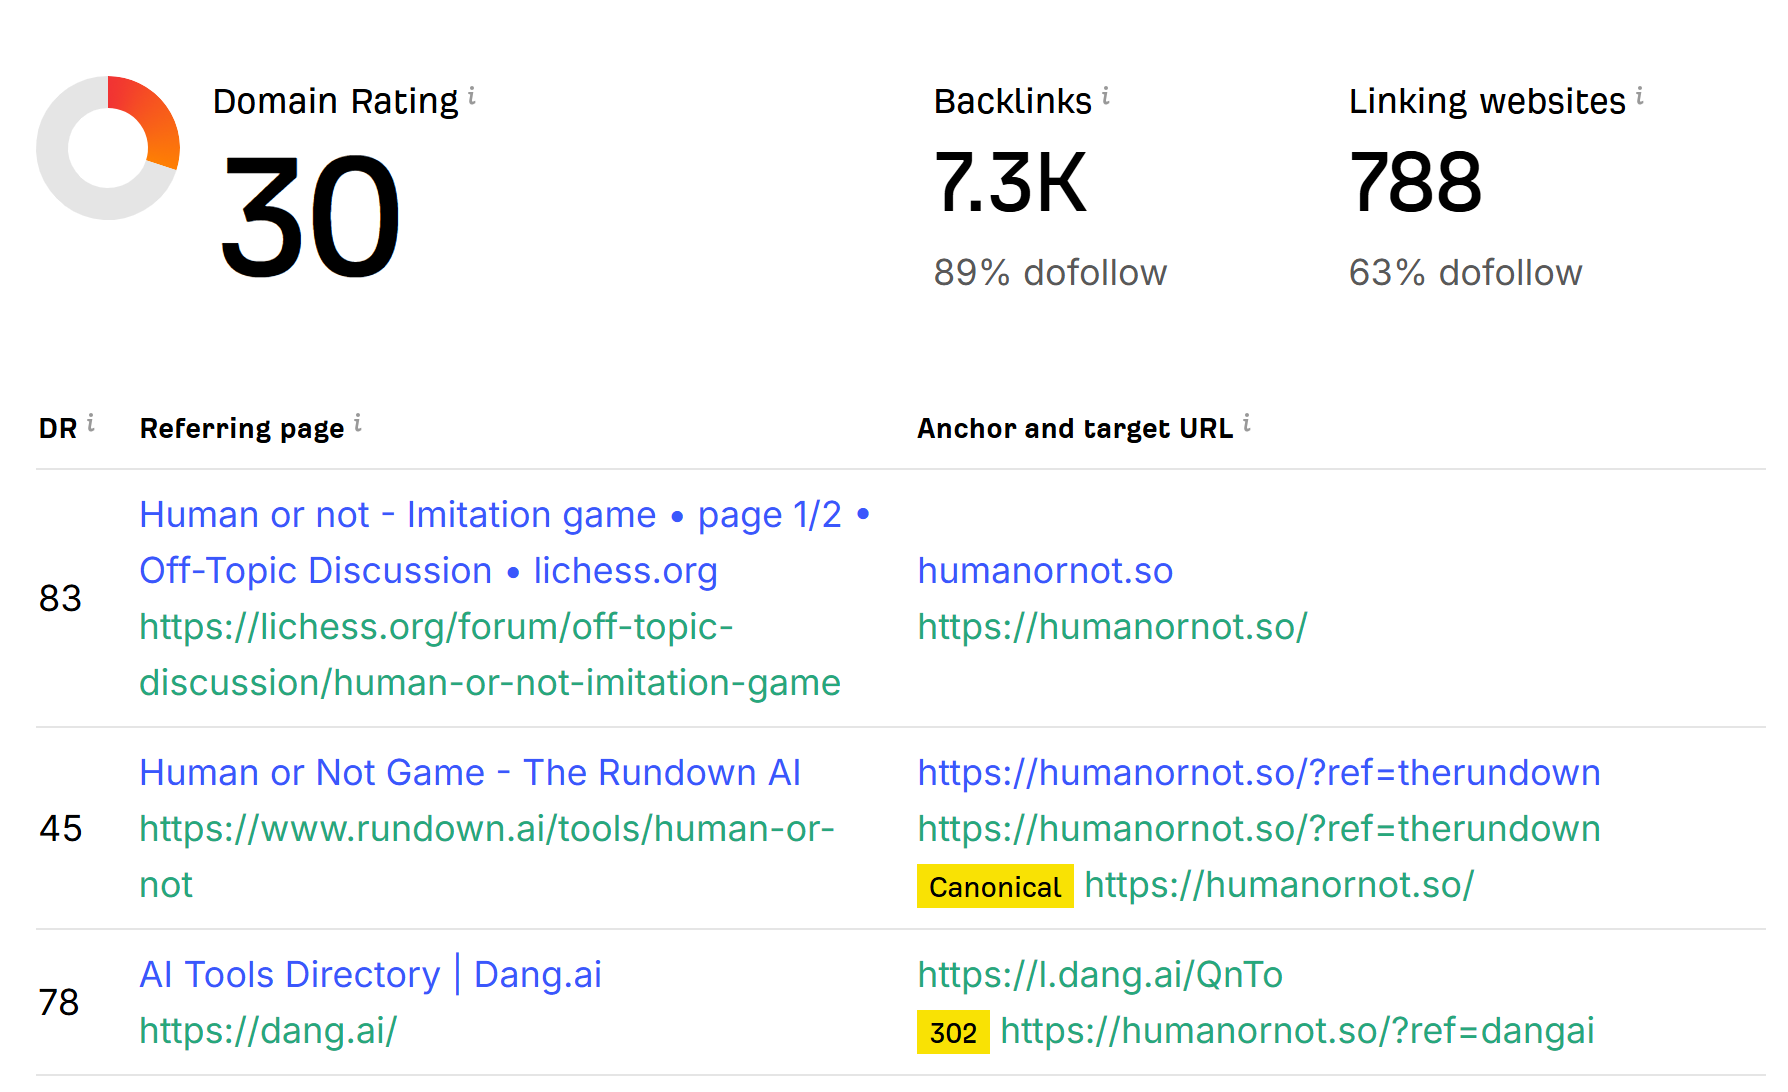 Domain Rating i
30
Backlinks i
7.3K
89% dofollow
Linking websites i
788
63% dofollow
DR i
Referring page i
Anchor and target URL i
83
Human or not - Imitation game • page 1/2 •
Off-Topic Discussion • lichess.org
https://lichess.org/forum/off-topic-
discussion/human-or-not-imitation-game
humanornot.so
https://humanornot.so/
45
Human or Not Game - The Rundown AI
https://www.rundown.ai/tools/human-or-
not
https://humanornot.so/?ref=therundown
https://humanornot.so/?ref=therundown
Canonical https://humanornot.so/
78
AI Tools Directory | Dang.ai
https://dang.ai/
https://l.dang.ai/QnTo
302 https://humanornot.so/?ref=dangai